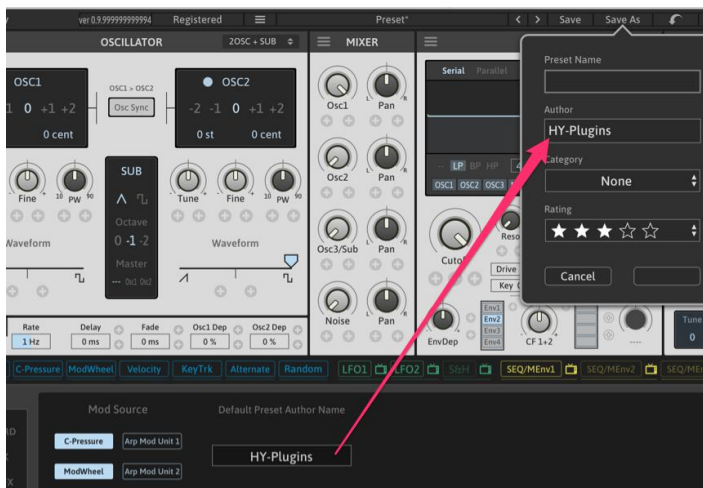 ver 0.9.999999999994 Registered Preset* < > Save Save As
OSCILLATOR 2OSC + SUB MIXER
Serial Parallel
Preset Name
OSC1
OSC1 > OSC2
OSC2
1 0 +1 +2
Osc Sync
-2 -1 0 +1 +2
0 cent
0 st 0 cent
Osc1 L Pan R
Author
HY-Plugins
Category
None
-- LP BP HP
OSC1 OSC2 OSC3
SUB
Fine 10 PW 90
- Tune + - Fine + 10 PW 90
Octave
0 -1 -2
Osc2 L Pan R
Rating
Waveform
Waveform
Master
--- Osc1 Osc2
Osc3/Sub L Pan R
Cutoff
Reso
Drive
Key
Cancel
Noise L Pan R
EnvDep
Env1
Env2
Env3
Env4
CF 1+2
----
Tune
0
Rate Delay Fade Osc1 Dep Osc2 Dep
1 Hz 0 ms 0 ms 0 % 0 %
C-Pressure ModWheel Velocity KeyTrk Alternate Random LFO1 LFO2 S&H SEQ/MEnv1 SEQ/MEnv2 SEQ/ME
Mod Source Default Preset Author Name
C-Pressure Arp Mod Unit 1
HY-Plugins
ModWheel Arp Mod Unit 2